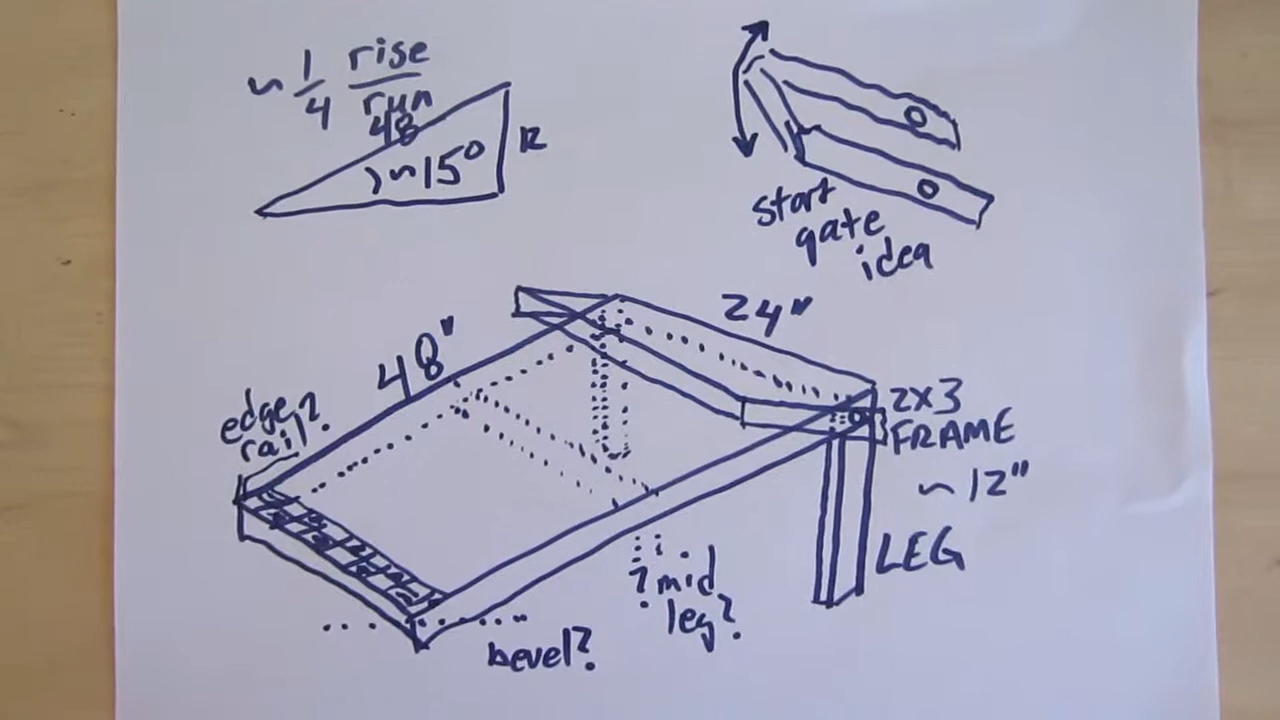 ~ 1/4 rise/run
48
~15°
12
start
gate
idea
24"
48"
edge
rail?
2x3
FRAME
~12"
LEG
? mid
leg?
bevel?